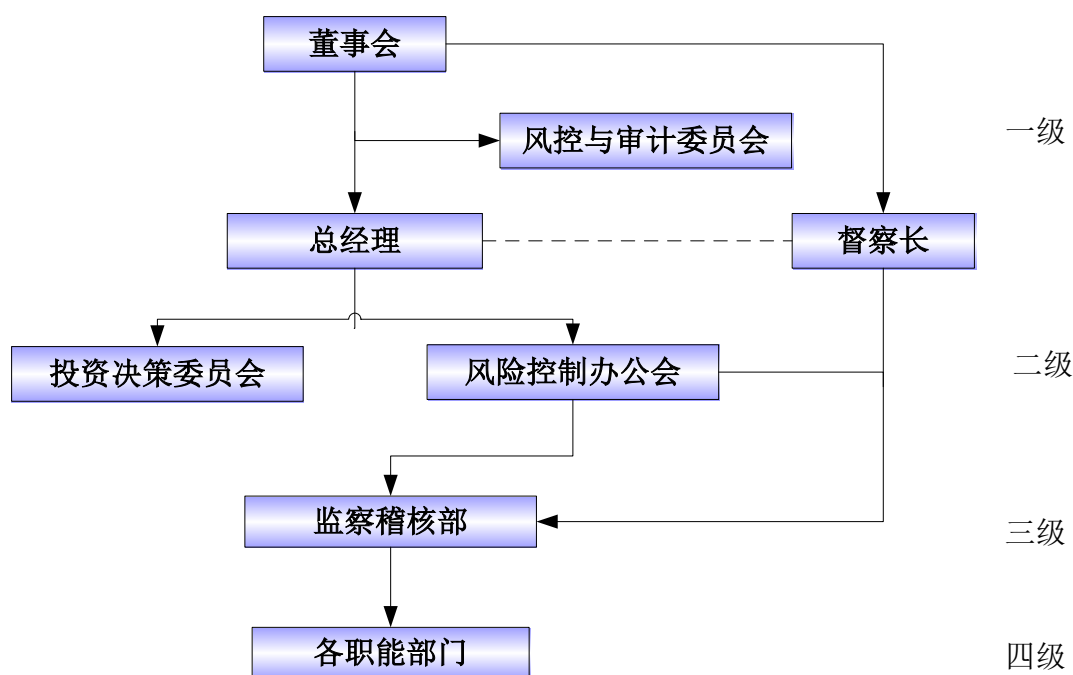 董事会
风控与审计委员会
一级
总经理
督察长
投资决策委员会
风险控制办公会
二级
监察稽核部
三级
各职能部门
四级